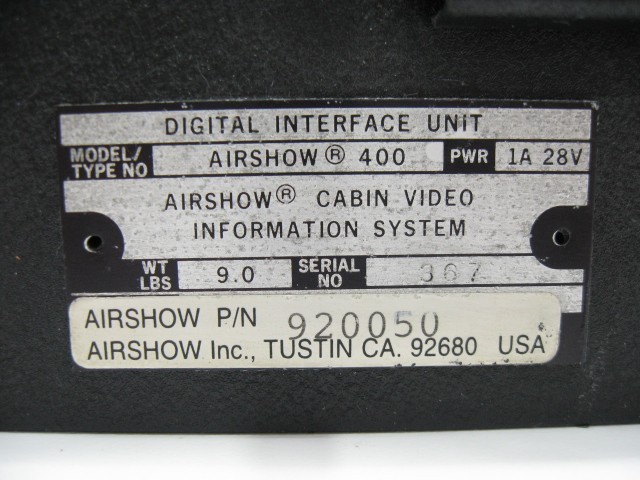 DIGITAL INTERFACE UNIT
MODEL/ TYPE NO AIRSHOW® 400 PWR 1A 28V
AIRSHOW® CABIN VIDEO
INFORMATION SYSTEM
WT LBS 9.0 SERIAL NO 367
AIRSHOW P/N 920050
AIRSHOW Inc., TUSTIN CA. 92680 USA